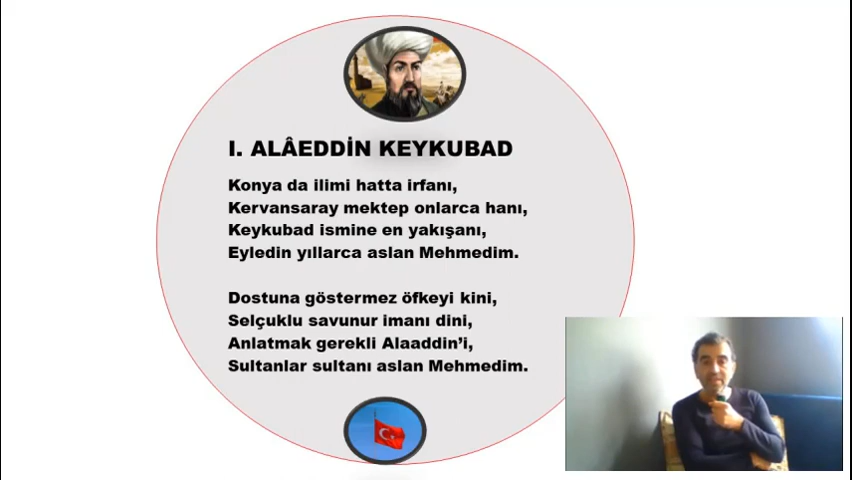 I. ALÂEDDİN KEYKUBAD
Konya da ilimi hatta irfanı,
Kervansaray mektep onlarca hanı,
Keykubad ismine en yakışanı,
Eyledin yıllarca aslan Mehmedim.
Dostuna göstermez öfkeyi kini,
Selçuklu savunur imanı dini,
Anlatmak gerekli Alaaddin’i,
Sultanlar sultanı aslan Mehmedim.